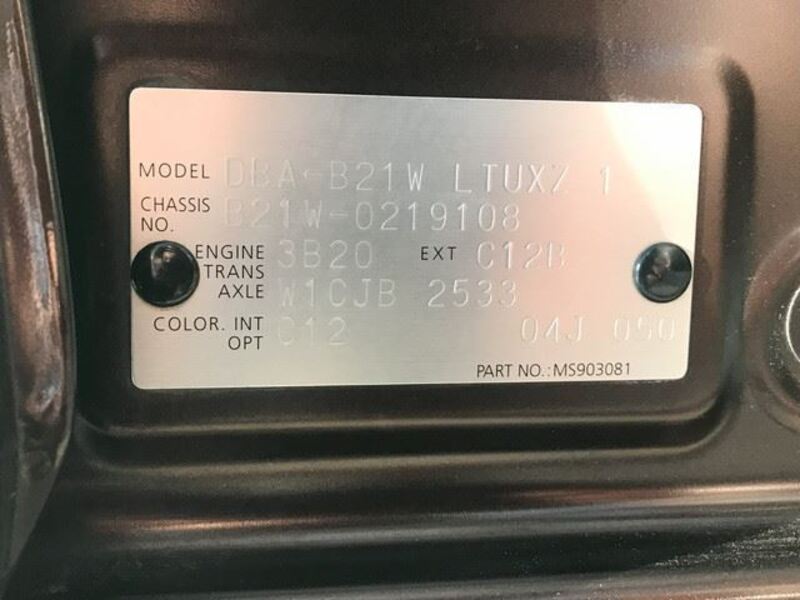 MODEL DBA-B21W LTUXZ 1
CHASSIS NO. B21W-0219108
ENGINE 3B20 EXT C12B
TRANS AXLE W1CJB 2533
COLOR. INT OPT C12 04J 050
PART NO.: MS903081